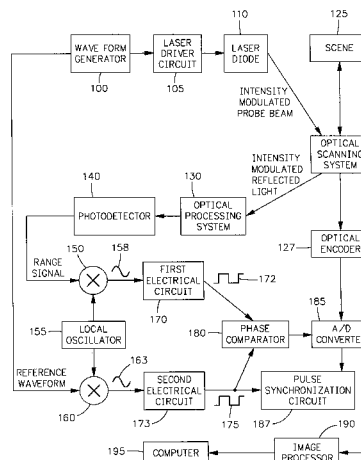 110
125
WAVE FORM
GENERATOR
100
LASER
DRIVER
CIRCUIT
105
LASER
DIODE
SCENE
INTENSITY
MODULATED
PROBE BEAM
INTENSITY
MODULATED
REFLECTED
LIGHT
OPTICAL
SCANNING
SYSTEM
140
130
PHOTODETECTOR
OPTICAL
PROCESSING
SYSTEM
127
OPTICAL
ENCODER
RANGE
SIGNAL
150
158
FIRST
ELECTRICAL
CIRCUIT
170
172
155
LOCAL
OSCILLATOR
180
PHASE
COMPARATOR
185
A/D
CONVERTE
REFERENCE
WAVEFORM
163
160
SECOND
ELECTRICAL
CIRCUIT
173
175
PULSE
SYNCHRONIZATION
CIRCUIT
187
190
195
COMPUTER
IMAGE
PROCESSOR